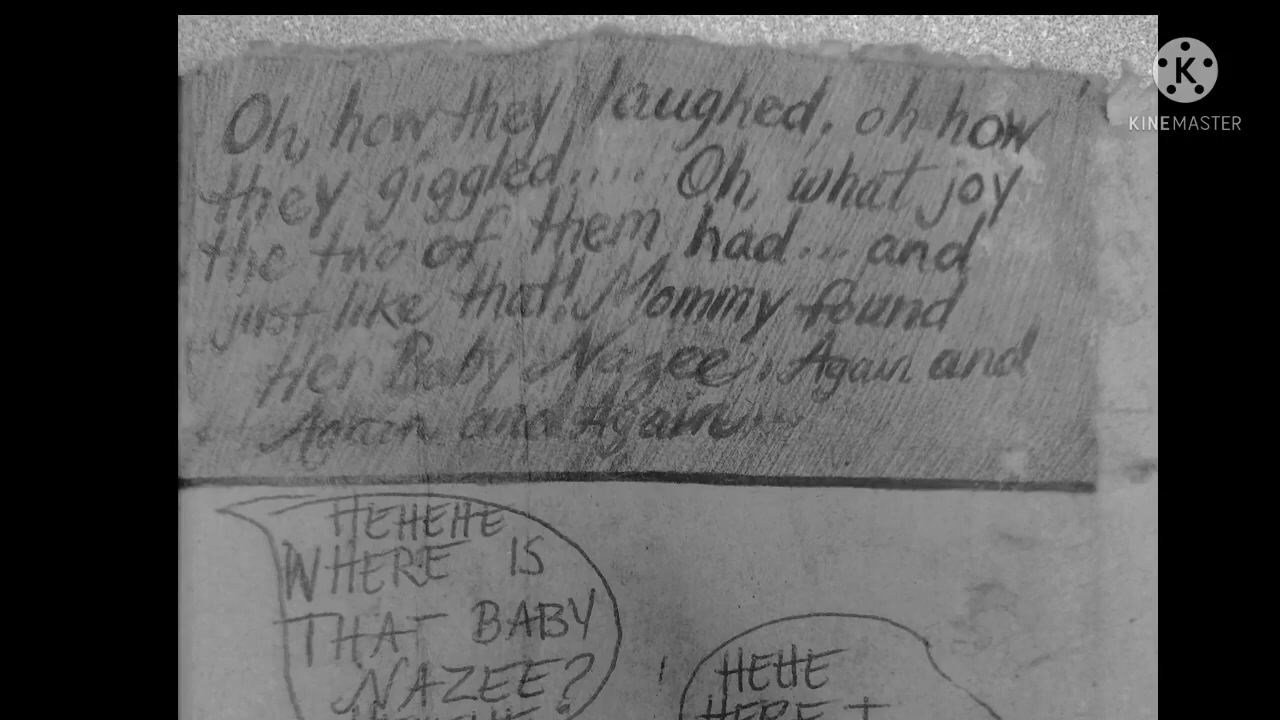 Oh, how they laughed, oh how
they giggled..... Oh, what joy
the two of them had... and
just like that! Mommy found
Her Baby Nazee, Again and
Again and Again...
HEHEHE
WHERE IS
THAT BABY
NAZEE?
HEHE
HERE I
K
KINEMASTER